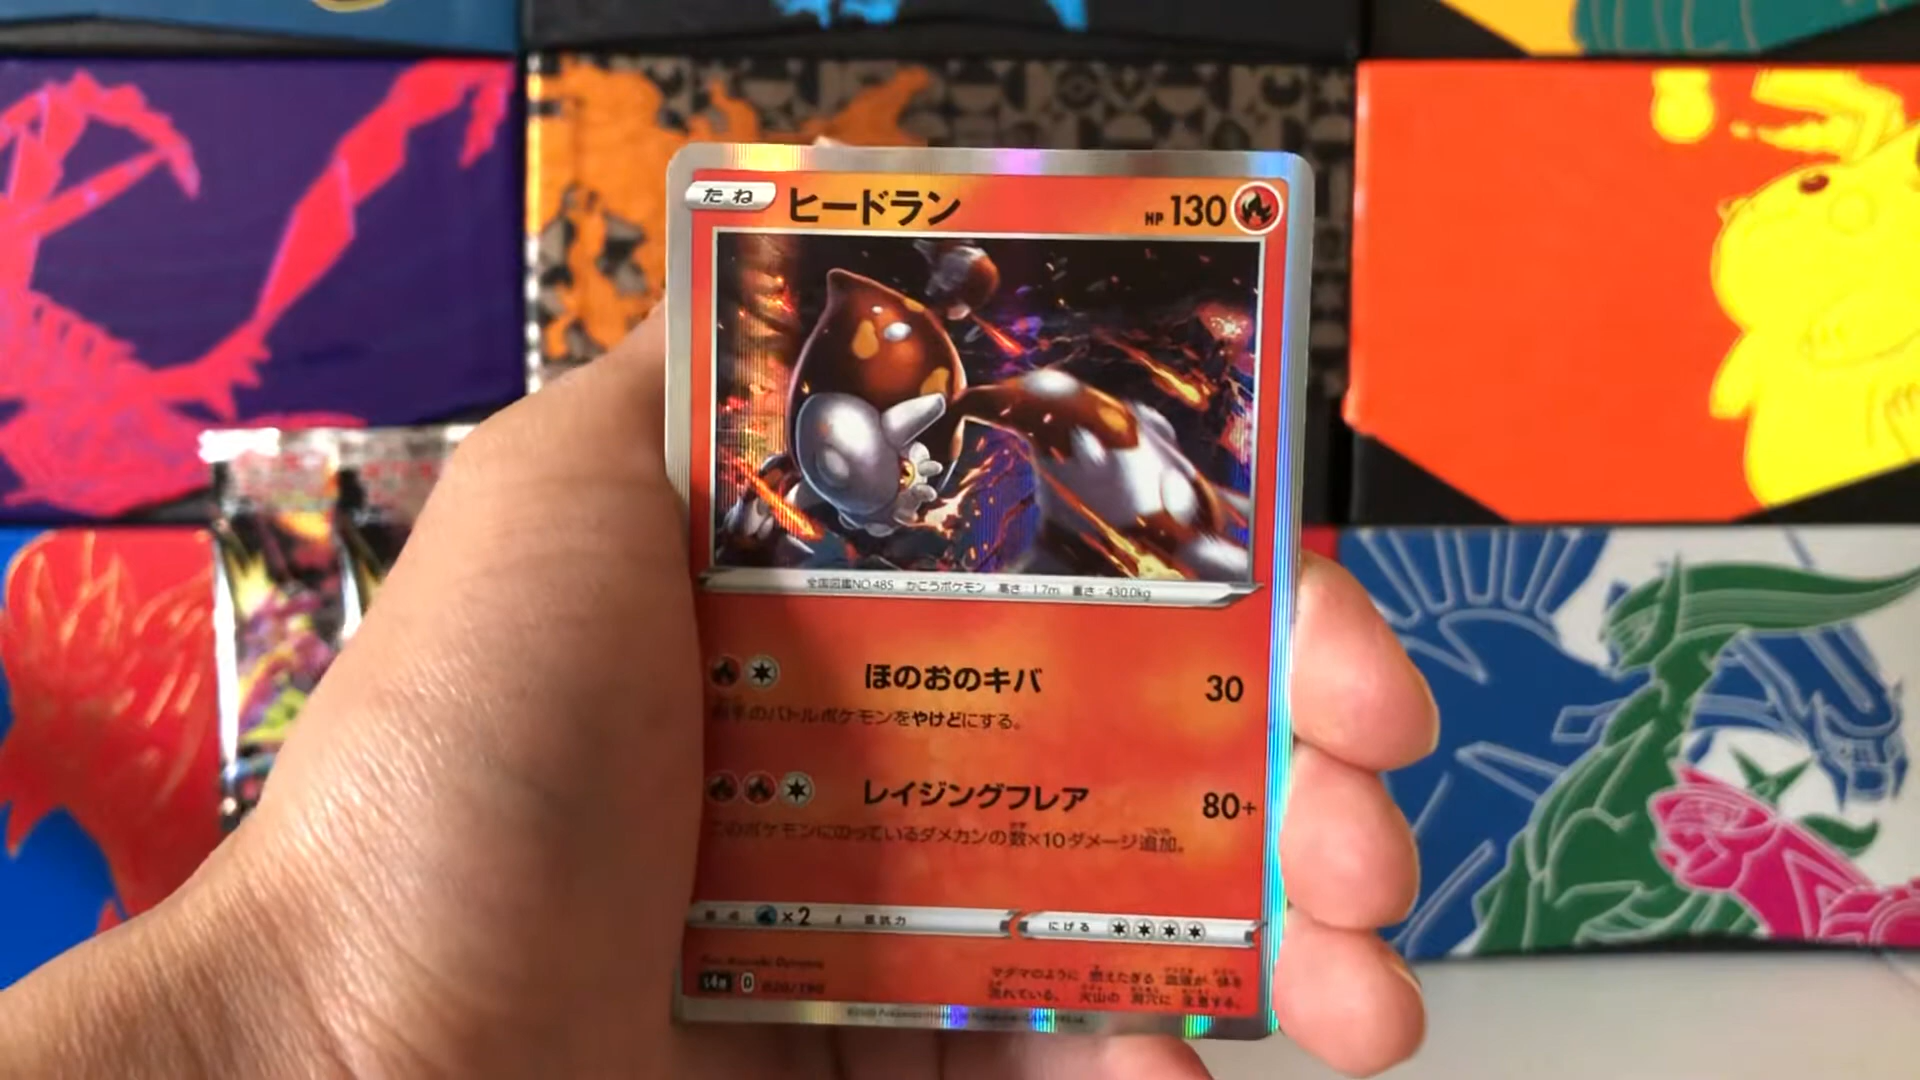 たね ヒードラン HP 130
全国図鑑NO.485 かこうポケモン 高さ：1.7m 重さ：430.0kg
ほのおのキバ 30
相手のバトルポケモンをやけどにする。
レイジングフレア 80+
このポケモンにのっているダメカンの数×10ダメージ追加。
弱点 ×2 抵抗力 にげる
マグマのように 燃えたぎる 血液が 体を
流れている。 火山の 洞穴に 生息する。
s4a D